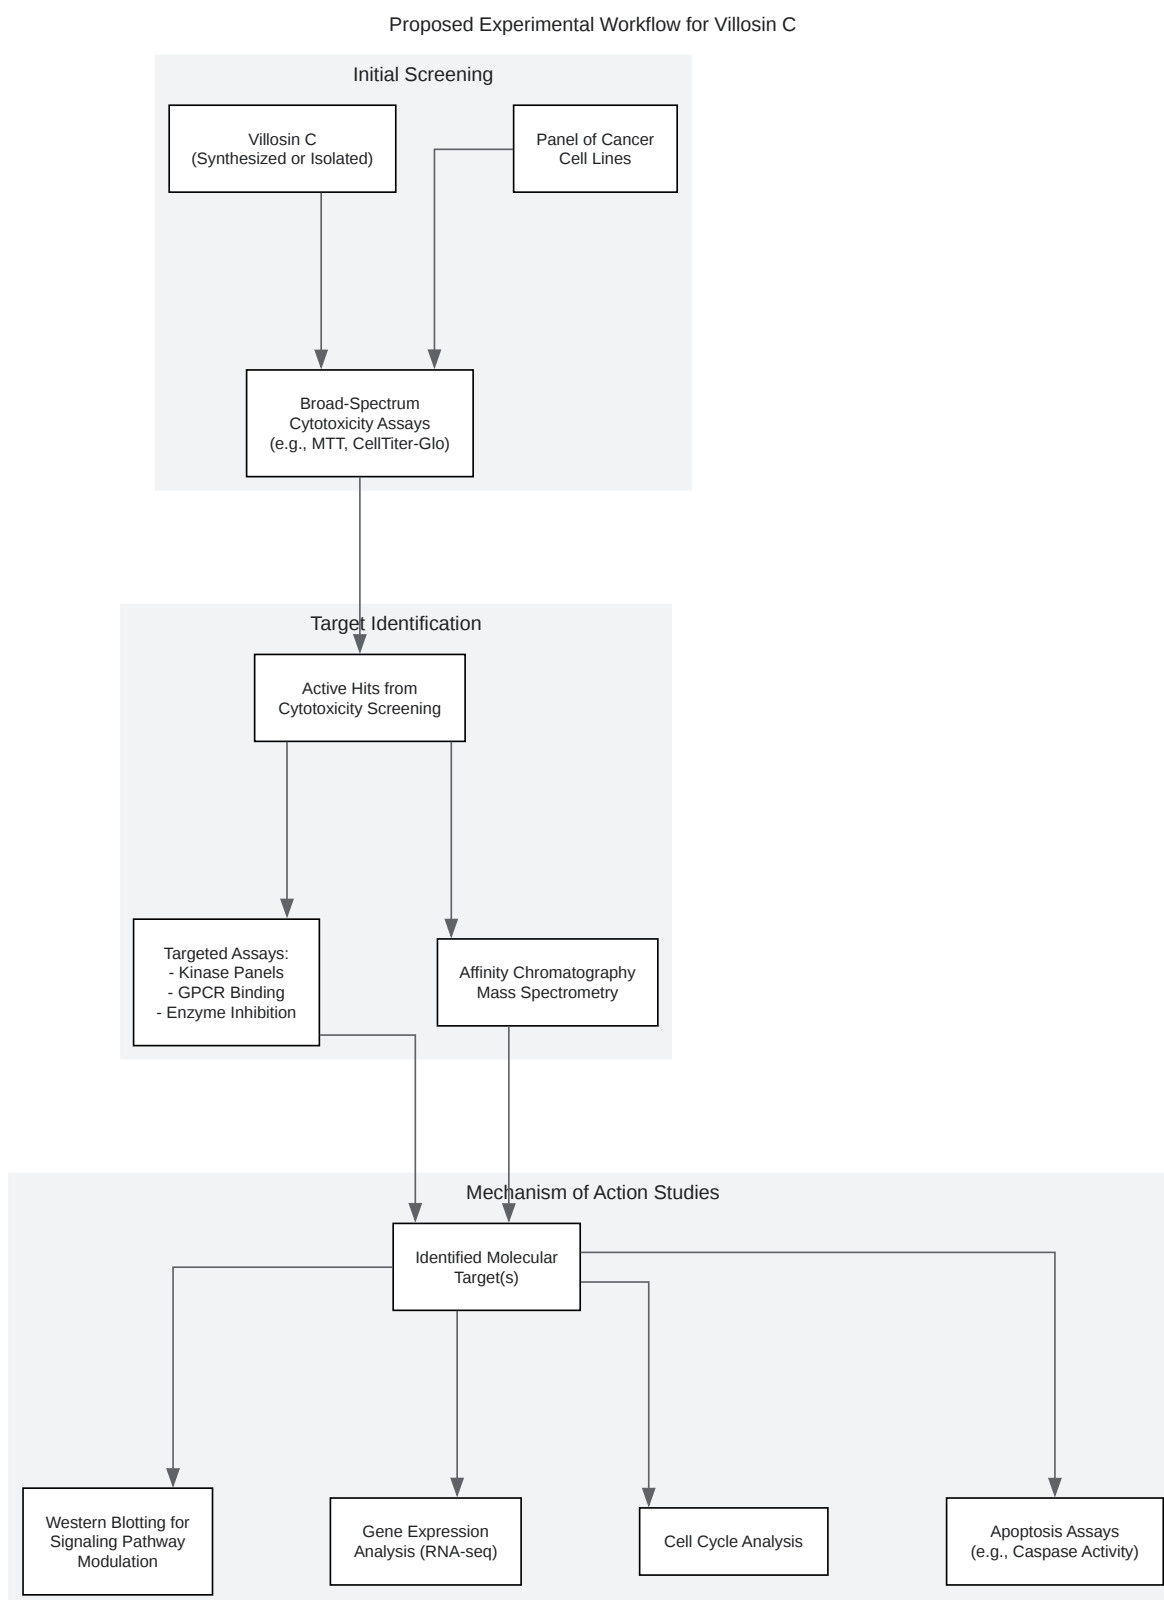 Proposed Experimental Workflow for Villosin C
Initial Screening
Villosin C
(Synthesized or Isolated)
Panel of Cancer
Cell Lines
Broad-Spectrum
Cytotoxicity Assays
(e.g., MTT, CellTiter-Glo)
Target Identification
Active Hits from
Cytotoxicity Screening
Targeted Assays:
- Kinase Panels
- GPCR Binding
- Enzyme Inhibition
Affinity Chromatography
Mass Spectrometry
Mechanism of Action Studies
Identified Molecular
Target(s)
Western Blotting for
Signaling Pathway
Modulation
Gene Expression
Analysis (RNA-seq)
Cell Cycle Analysis
Apoptosis Assays
(e.g., Caspase Activity)